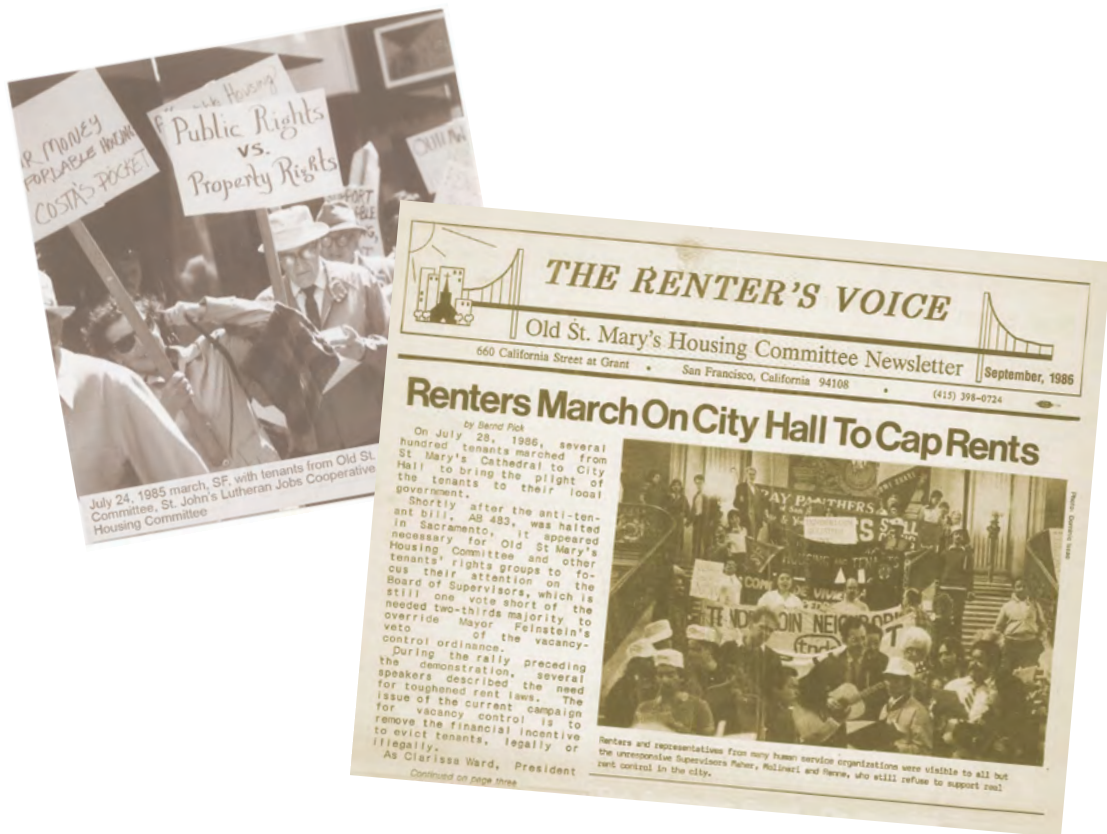 R MONEY
FORDABLE HOUSING
COSTA'S POCKET
Housing
Public Rights
vs.
Property Rights
OUTLAW
July 24, 1985 march, SF, with tenants from Old St.
Committee, St. John's Lutheran Jobs Cooperative
Housing Committee
THE RENTER'S VOICE
Old St. Mary's Housing Committee Newsletter
September, 1986
660 California Street at Grant • San Francisco, California 94108 • (415) 398-0724
Renters March On City Hall To Cap Rents
by Bernd Pick
On July 28, 1986, several
hundred tenants marched from
St Mary's Cathedral to City
Hall to bring the plight of
the tenants to their local
government.
Shortly after the anti-ten-
ant bill, AB 483, was halted
in Sacramento, it appeared
necessary for Old St Mary's
Housing Committee and other
tenants' rights groups to fo-
cus their attention on the
Board of Supervisors, which is
still one vote short of the
needed two-thirds majority to
override Mayor Feinstein's
veto of the vacancy-
control ordinance.
During the rally preceding
the demonstration, several
speakers described the need
for toughened rent laws. The
issue of the current campaign
for vacancy control is to
remove the financial incentive
to evict tenants, legally or
illegally.
As Clarissa Ward, President
Continued on page three
RAY PANTHERS
TEND
JOIN NEIGHBOR
tndc
Renters and representatives from many human service organizations were visible to all but
the unresponsive Supervisors Maher, Molinari and Renne, who still refuse to support real
rent control in the city.